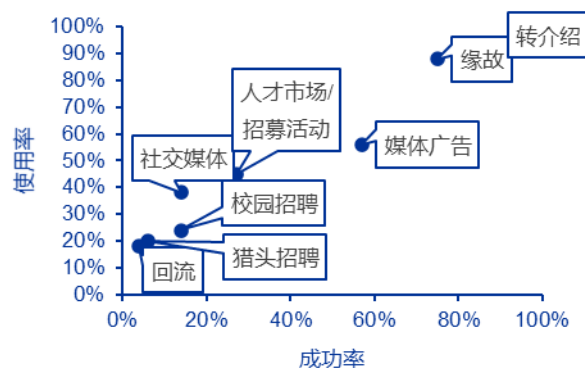 100%
90%
80%
70%
60%
50%
40%
30%
20%
10%
0%
使用率
转介绍
缘故
人才市场/
招募活动
媒体广告
社交媒体
校园招聘
猎头招聘
回流
0%
20%
40%
60%
80%
100%
成功率